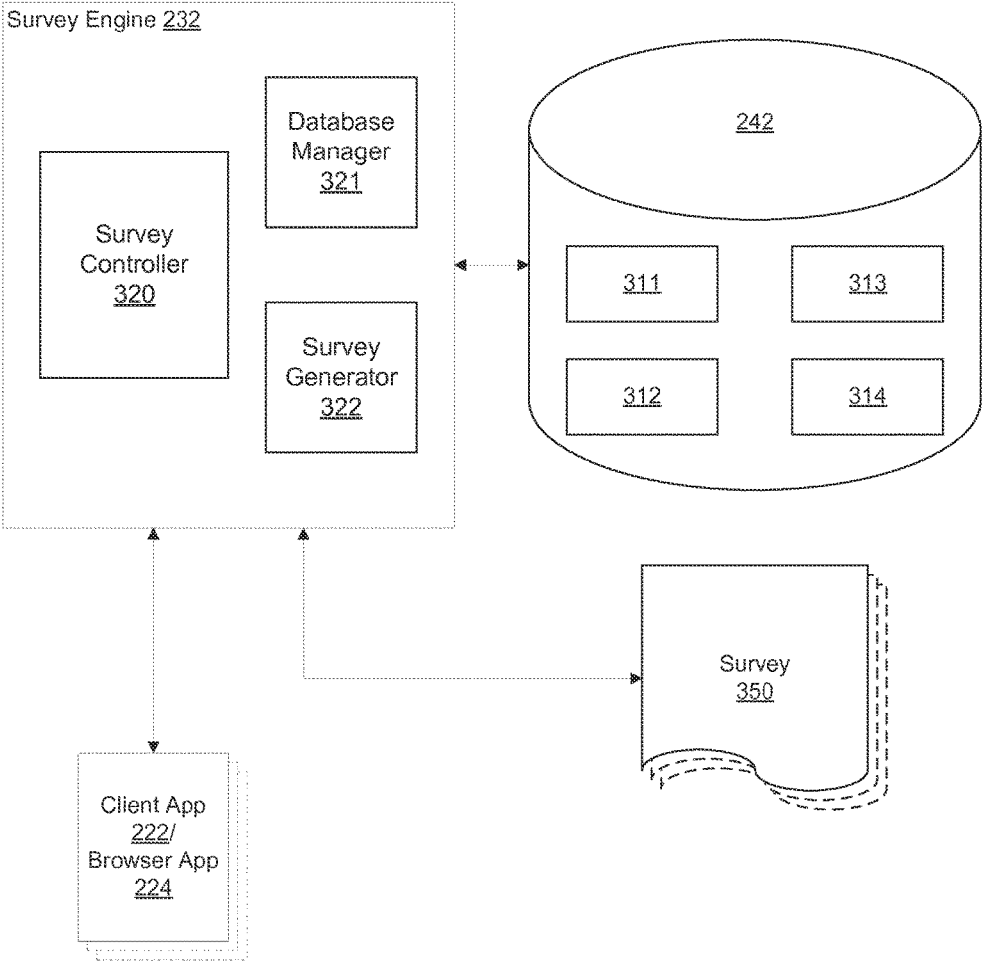 Survey Engine 232
Database
Manager
321
Survey
Controller
320
Survey
Generator
322
242
311
313
312
314
Survey
350
Client App
222/
Browser App
224